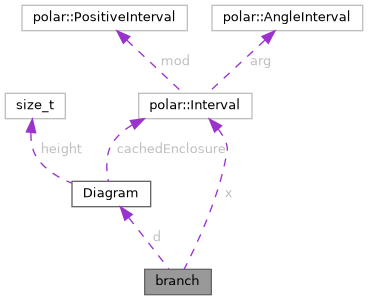 polar::PositiveInterval
polar::AngleInterval
mod
arg
size_t
polar::Interval
height
cachedEnclosure
Diagram
x
d
branch